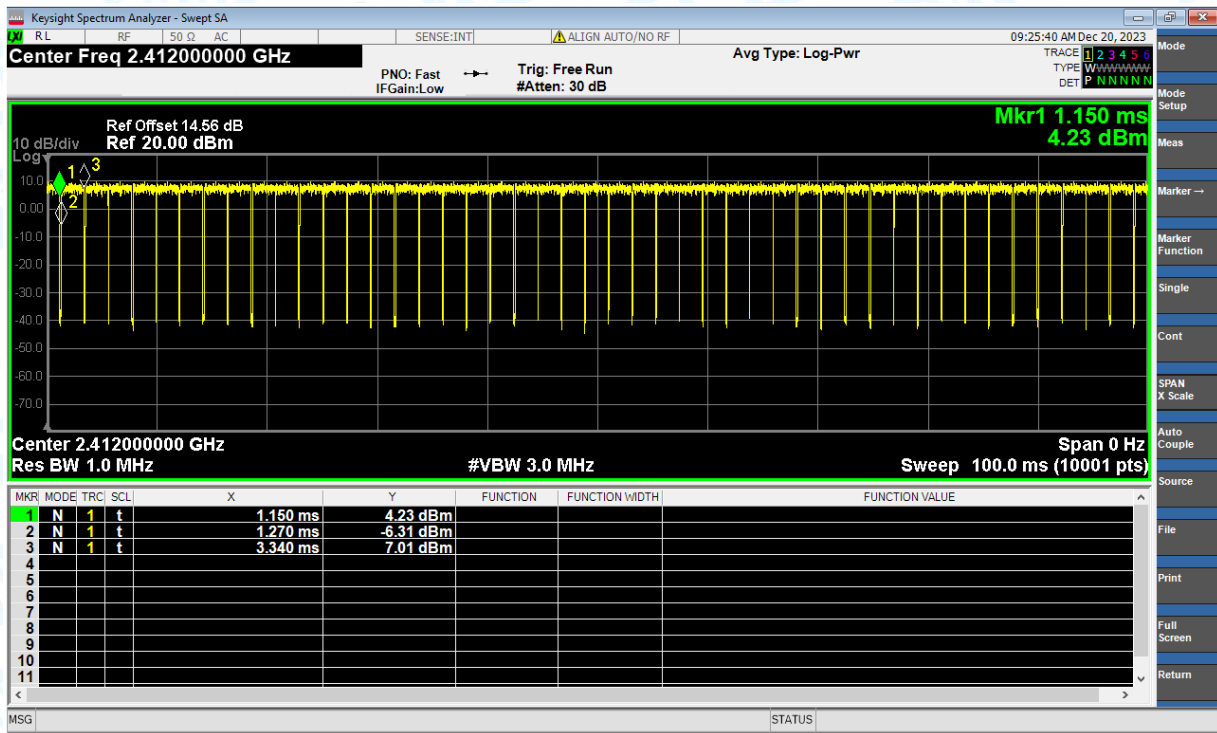 Keysight Spectrum Analyzer - Swept SA
LXI RL RF 50 Ω AC SENSE:INT ALIGN AUTO/NO RF 09:25:40 AM Dec 20, 2023
Center Freq 2.412000000 GHz
PNO: Fast
IFGain:Low
Trig: Free Run
#Atten: 30 dB
Avg Type: Log-Pwr
TRACE 1 2 3 4 5 6
TYPE WWWWWW
DET P NNNNN
Ref Offset 14.56 dB
10 dB/div Ref 20.00 dBm
Log
Mkr1 1.150 ms
4.23 dBm
1
3
2
10.0
0.00
-10.0
-20.0
-30.0
-40.0
-50.0
-60.0
-70.0
Center 2.412000000 GHz Span 0 Hz
Res BW 1.0 MHz #VBW 3.0 MHz Sweep 100.0 ms (10001 pts)
MKR MODE TRC SCL X Y FUNCTION FUNCTION WIDTH FUNCTION VALUE
1 N 1 t 1.150 ms 4.23 dBm
2 N 1 t 1.270 ms -6.31 dBm
3 N 1 t 3.340 ms 7.01 dBm
4
5
6
7
8
9
10
11
MSG STATUS
Mode
Mode
Setup
Meas
Marker →
Marker
Function
Single
Cont
SPAN
X Scale
Auto
Couple
Source
File
Print
Full
Screen
Return